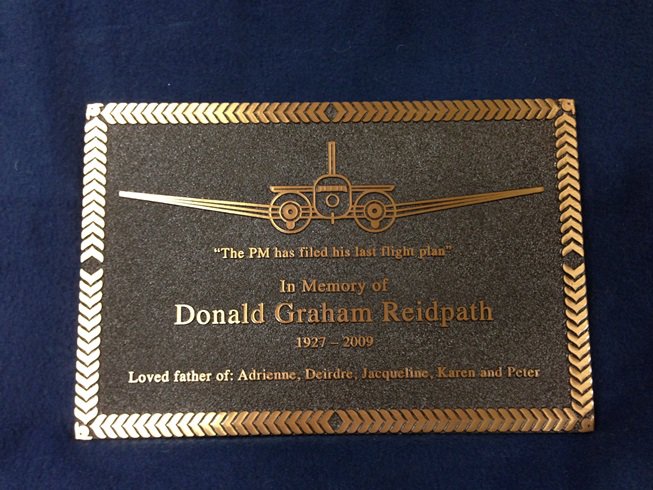 “The PM has filed his last flight plan”
In Memory of
Donald Graham Reidpath
1927 – 2009
Loved father of: Adrienne, Deirdre, Jacqueline, Karen and Peter